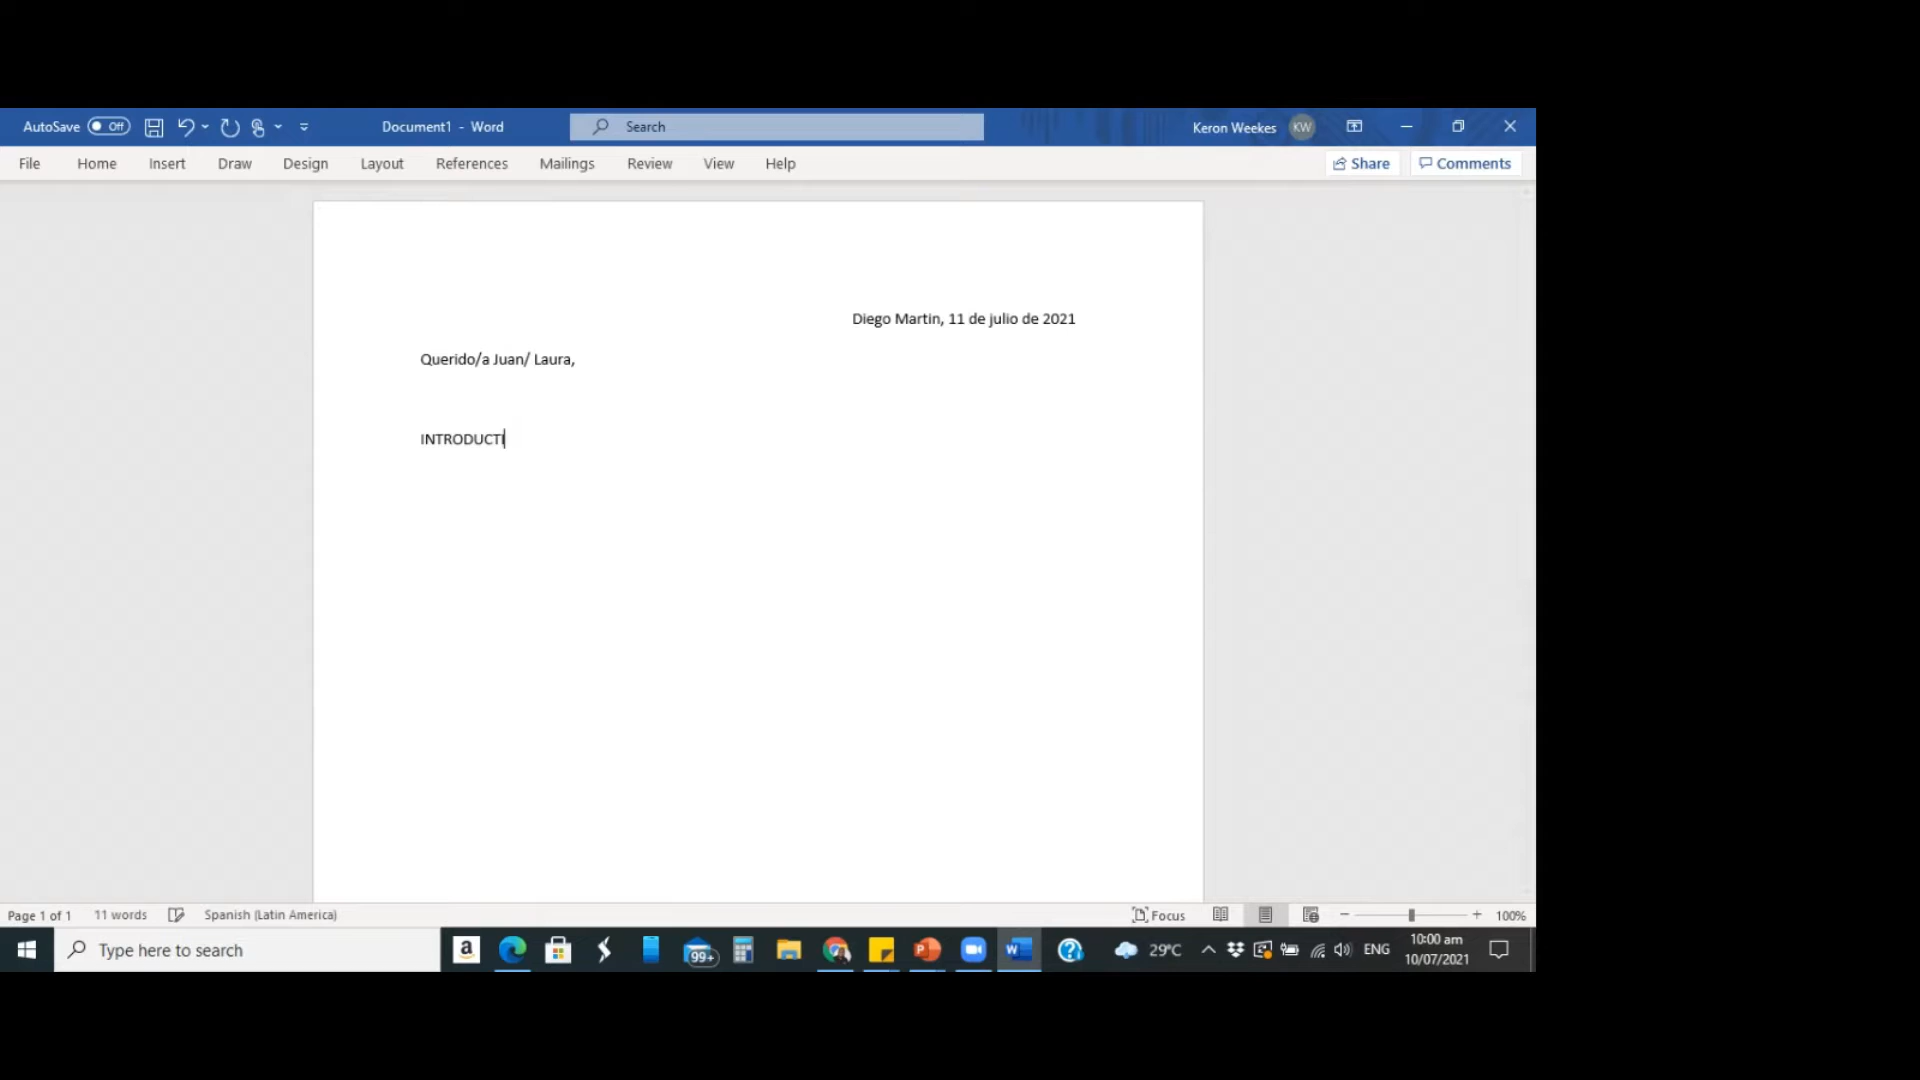 AutoSave Off Document1 - Word Search Keron Weekes KW
File Home Insert Draw Design Layout References Mailings Review View Help Share Comments
Diego Martin, 11 de julio de 2021
Querido/a Juan/ Laura,
INTRODUCTI
Page 1 of 1 11 words Spanish (Latin America) Focus 100%
Type here to search a 99+ P W 29°C ENG 10:00 am
10/07/2021